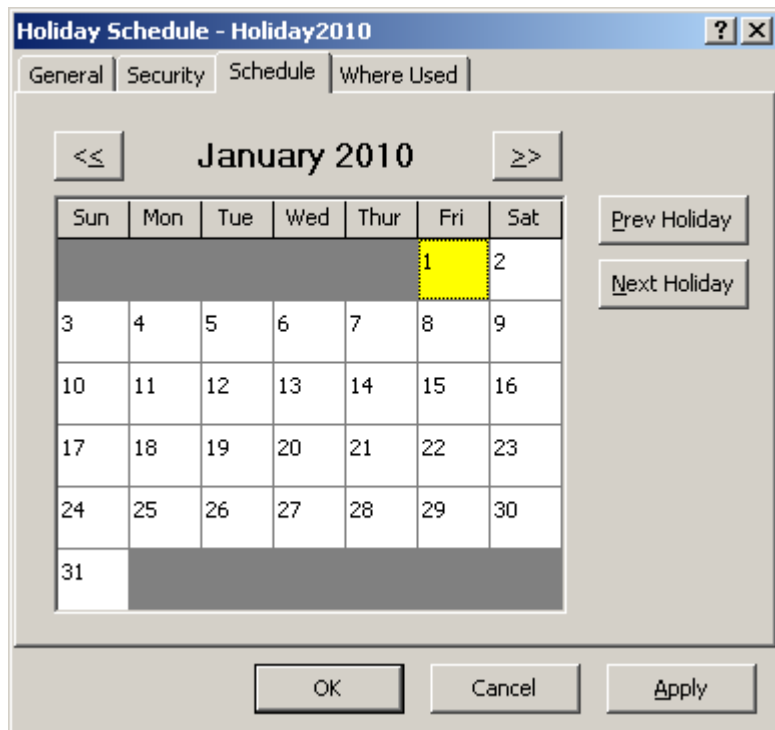 Holiday Schedule - Holiday2010
General Security Schedule Where Used
<< January 2010 >>
Sun Mon Tue Wed Thur Fri Sat
1 2
3 4 5 6 7 8 9
10 11 12 13 14 15 16
17 18 19 20 21 22 23
24 25 26 27 28 29 30
31
Prev Holiday
Next Holiday
OK Cancel Apply